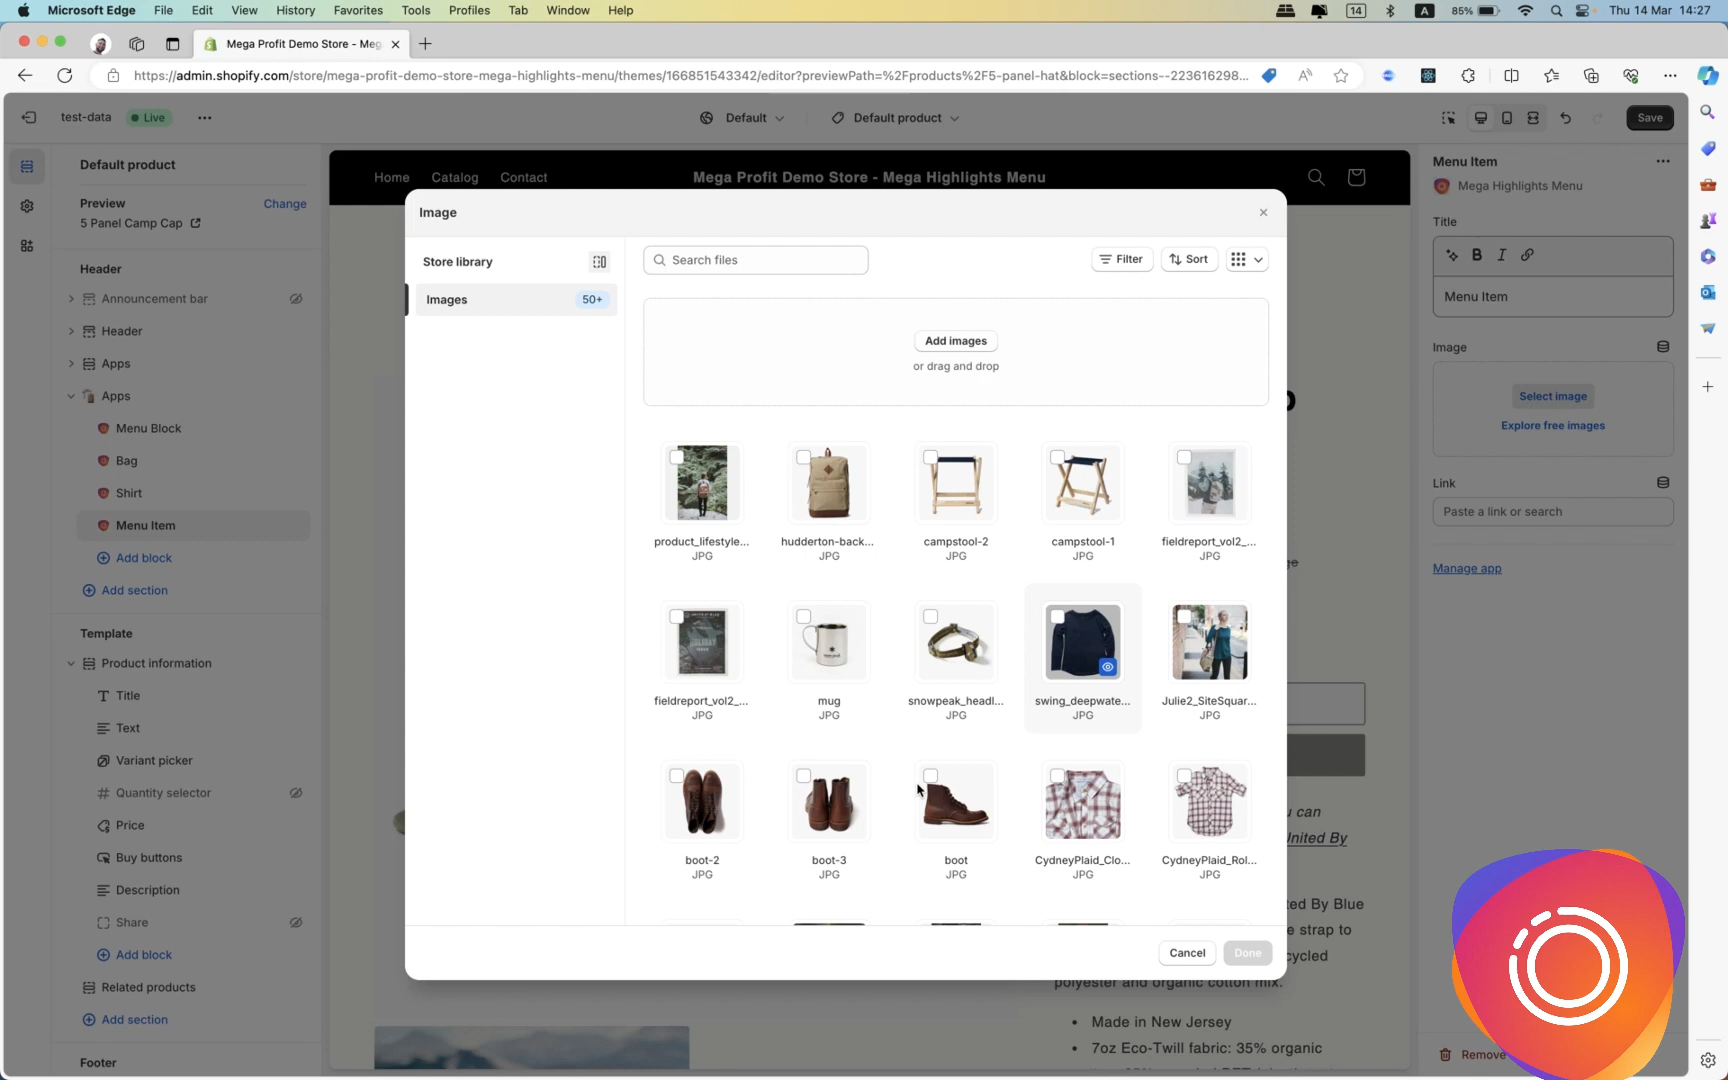 Microsoft Edge File Edit View History Favorites Tools Profiles Tab Window Help
14 A 85% Thu 14 Mar 14:27
Mega Profit Demo Store - Meg
https://admin.shopify.com/store/mega-profit-demo-store-mega-highlights-menu/themes/166851543342/editor?previewPath=%2Fproducts%2F5-panel-hat&block=sections--223616298...
test-data Live Default Default product Save
Default product
Preview Change
5 Panel Camp Cap
Header
Announcement bar
Header
Apps
Apps
Menu Block
Bag
Shirt
Menu Item
Add block
Add section
Template
Product information
Title
Text
Variant picker
Quantity selector
Price
Buy buttons
Description
Share
Add block
Related products
Add section
Footer
Home Catalog Contact Mega Profit Demo Store - Mega Highlights Menu
Image
Store library
Images 50+
Search files Filter Sort
Add images
or drag and drop
product_lifestyle... hudderton-back... campstool-2 campstool-1 fieldreport_vol2_...
JPG JPG JPG JPG JPG
fieldreport_vol2_... mug snowpeak_headl... swing_deepwate... Julie2_SiteSquar...
JPG JPG JPG JPG JPG
boot-2 boot-3 boot CydneyPlaid_Clo... CydneyPlaid_Rol...
JPG JPG JPG JPG JPG
Cancel Done
u can
United By
ted By Blue
e strap to
cycled
polyester and organic cotton mix.
• Made in New Jersey
• 7oz Eco-Twill fabric: 35% organic
Menu Item
Mega Highlights Menu
Title
B I
Menu Item
Image
Select image
Explore free images
Link
Paste a link or search
Manage app
Remove